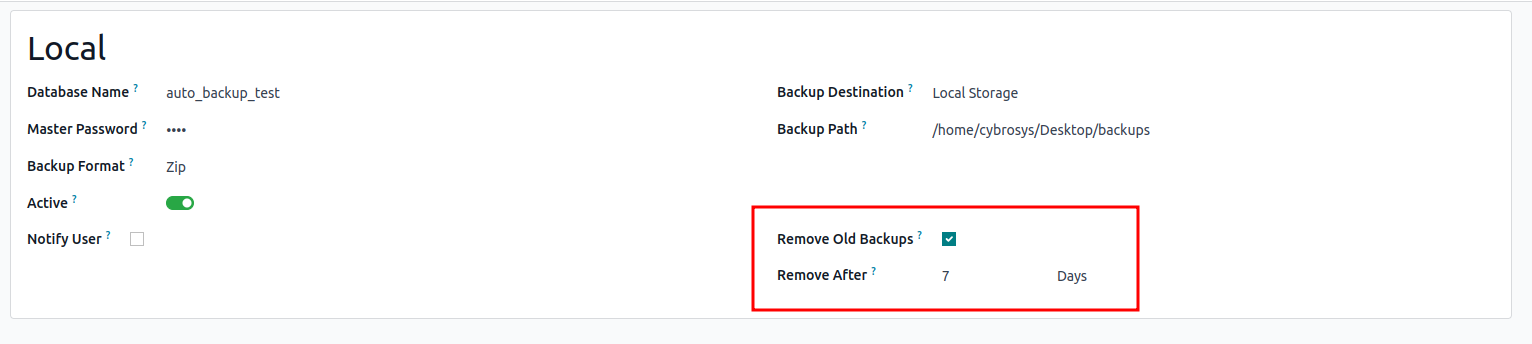 Local
Database Name ? auto_backup_test
Backup Destination ? Local Storage
Master Password ? ••••
Backup Path ? /home/cybrosys/Desktop/backups
Backup Format ? Zip
Active ?
Notify User ?
Remove Old Backups ?
Remove After ? 7 Days